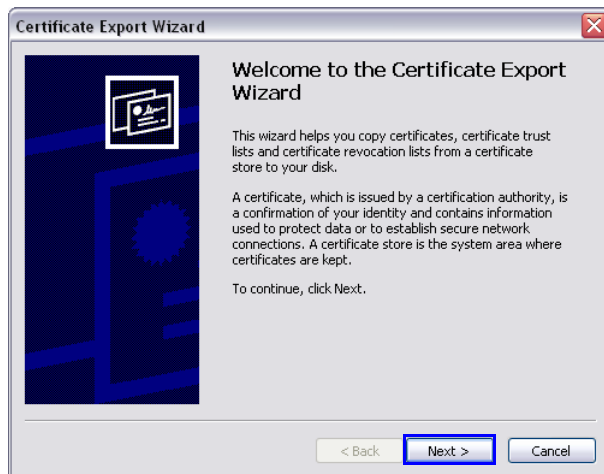 Certificate Export Wizard
Welcome to the Certificate Export
Wizard
This wizard helps you copy certificates, certificate trust
lists and certificate revocation lists from a certificate
store to your disk.
A certificate, which is issued by a certification authority, is
a confirmation of your identity and contains information
used to protect data or to establish secure network
connections. A certificate store is the system area where
certificates are kept.
To continue, click Next.
< Back Next > Cancel